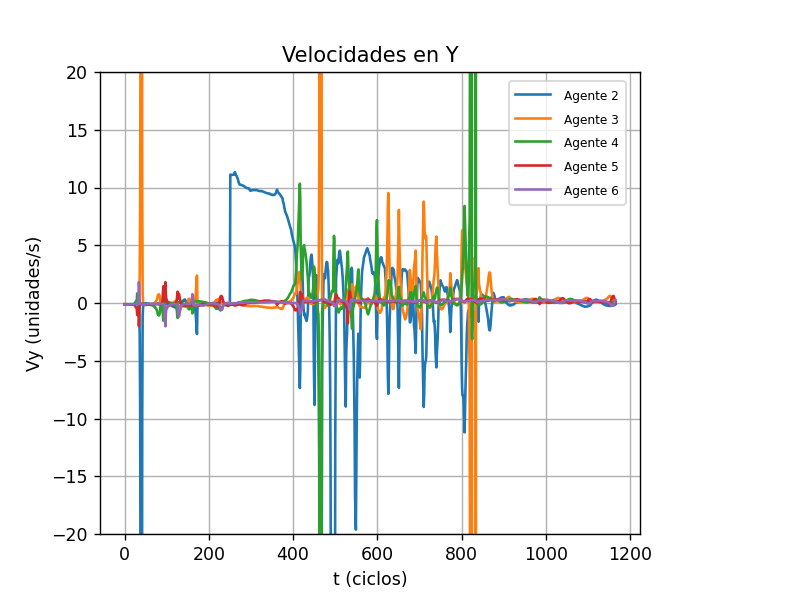 Velocidades en Y
Vy (unidades/s)
20
15
10
5
0
−5
−10
−15
−20
Agente 2
Agente 3
Agente 4
Agente 5
Agente 6
0 200 400 600 800 1000 1200
t (ciclos)